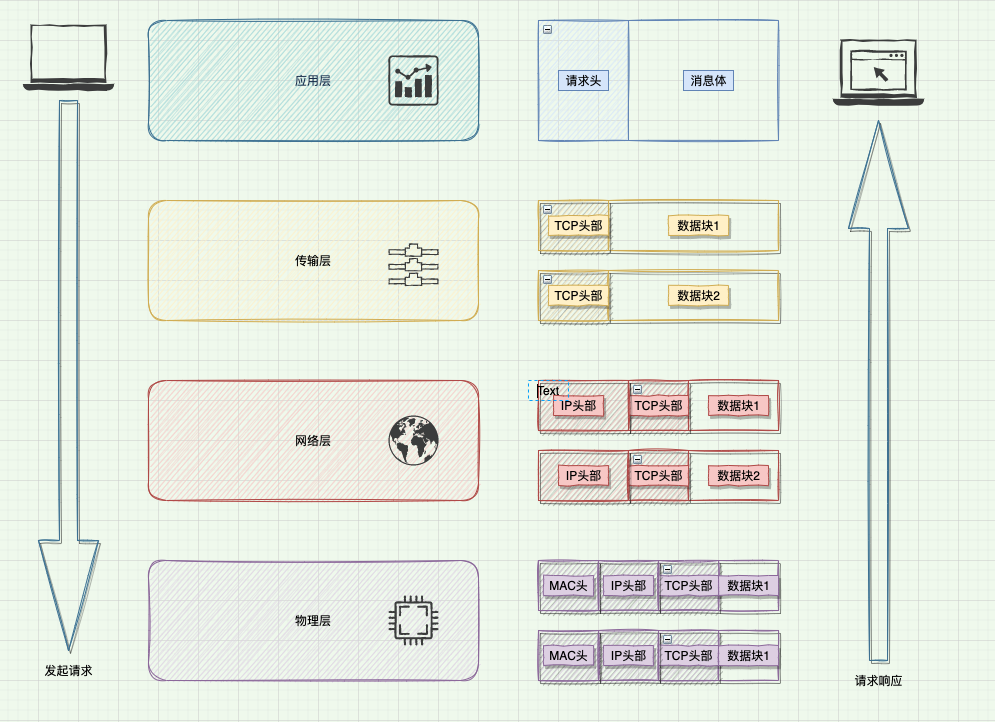 应用层
请求头
消息体
传输层
TCP头部
数据块1
TCP头部
数据块2
网络层
Text
IP头部
TCP头部
数据块1
IP头部
TCP头部
数据块2
物理层
MAC头
IP头部
TCP头部
数据块1
MAC头
IP头部
TCP头部
数据块1
发起请求
请求响应